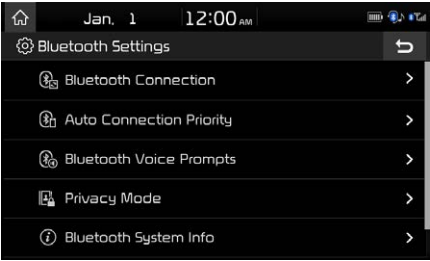 Jan. 1 12:00 AM
Bluetooth Settings
Bluetooth Connection
Auto Connection Priority
Bluetooth Voice Prompts
Privacy Mode
Bluetooth System Info